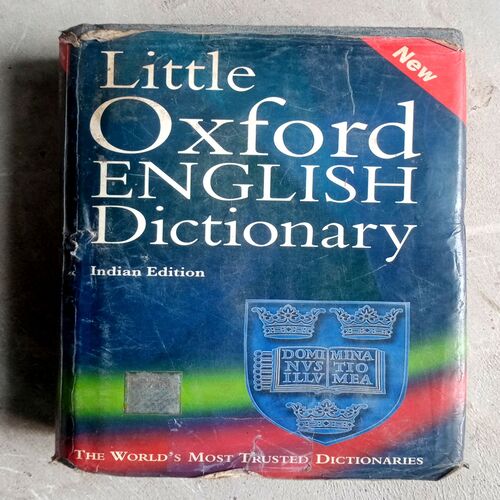 New
Little
Oxford
ENGLISH
Dictionary
Indian Edition
DOMI MINA
NVS TIO
ILLV MEA
THE WORLD'S MOST TRUSTED DICTIONARIES